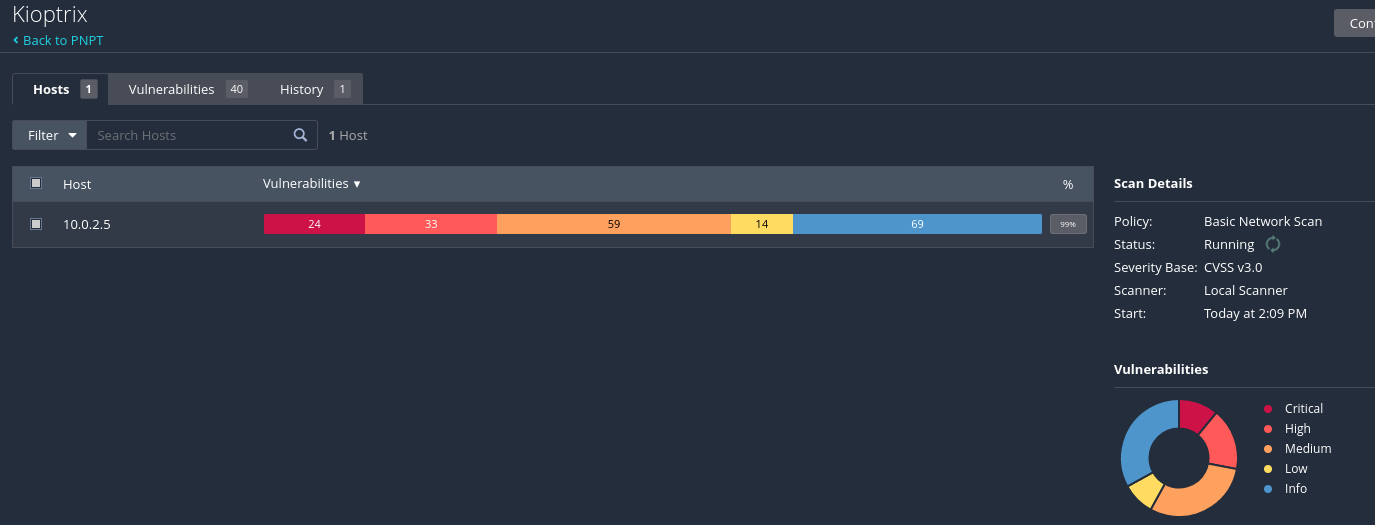 Kioptrix
Back to PNPT
Hosts 1 Vulnerabilities 40 History 1
Filter Search Hosts 1 Host
Host Vulnerabilities %
10.0.2.5 24 33 59 14 69 99%
Scan Details
Policy: Basic Network Scan
Status: Running
Severity Base: CVSS v3.0
Scanner: Local Scanner
Start: Today at 2:09 PM
Vulnerabilities
Critical
High
Medium
Low
Info